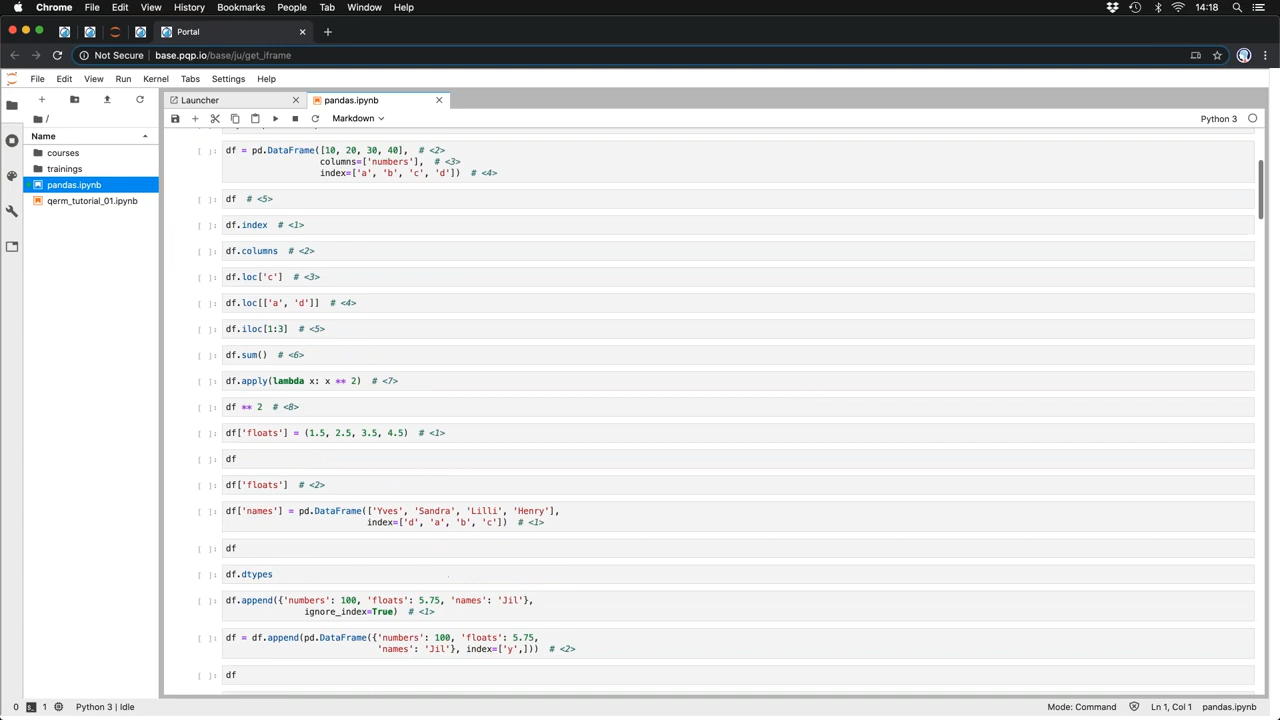 Chrome File Edit View History Bookmarks People Tab Window Help 14:18
Portal
Not Secure base.pqp.io/base/ju/get_iframe
File Edit View Run Kernel Tabs Settings Help
Launcher pandas.ipynb
/
Markdown Python 3
Name
courses
trainings
pandas.ipynb
qerm_tutorial_01.ipynb
[ ]: df = pd.DataFrame([10, 20, 30, 40], # <2>
columns=['numbers'], # <3>
index=['a', 'b', 'c', 'd']) # <4>
[ ]: df # <5>
[ ]: df.index # <1>
[ ]: df.columns # <2>
[ ]: df.loc['c'] # <3>
[ ]: df.loc[['a', 'd']] # <4>
[ ]: df.iloc[1:3] # <5>
[ ]: df.sum() # <6>
[ ]: df.apply(lambda x: x ** 2) # <7>
[ ]: df ** 2 # <8>
[ ]: df['floats'] = (1.5, 2.5, 3.5, 4.5) # <1>
[ ]: df
[ ]: df['floats'] # <2>
[ ]: df['names'] = pd.DataFrame(['Yves', 'Sandra', 'Lilli', 'Henry'],
index=['d', 'a', 'b', 'c']) # <1>
[ ]: df
[ ]: df.dtypes
[ ]: df.append({'numbers': 100, 'floats': 5.75, 'names': 'Jil'},
ignore_index=True) # <1>
[ ]: df = df.append(pd.DataFrame({'numbers': 100, 'floats': 5.75,
'names': 'Jil'}, index=['y',])) # <2>
[ ]: df
0 1 Python 3 | Idle Mode: Command Ln 1, Col 1 pandas.ipynb